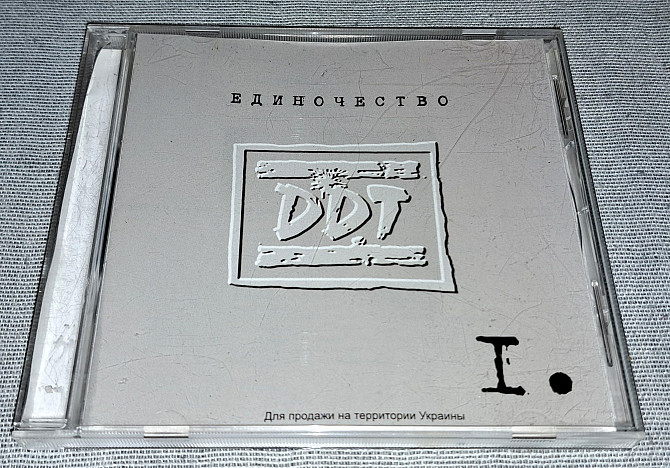 ЕДИНОЧЕСТВО
DDT
I.
Для продажи на территории Украины